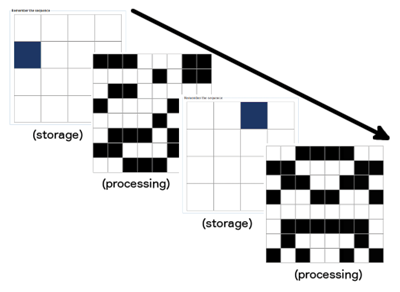 Remember the sequence
(storage)
(processing)
Remember the sequence
(storage)
(processing)